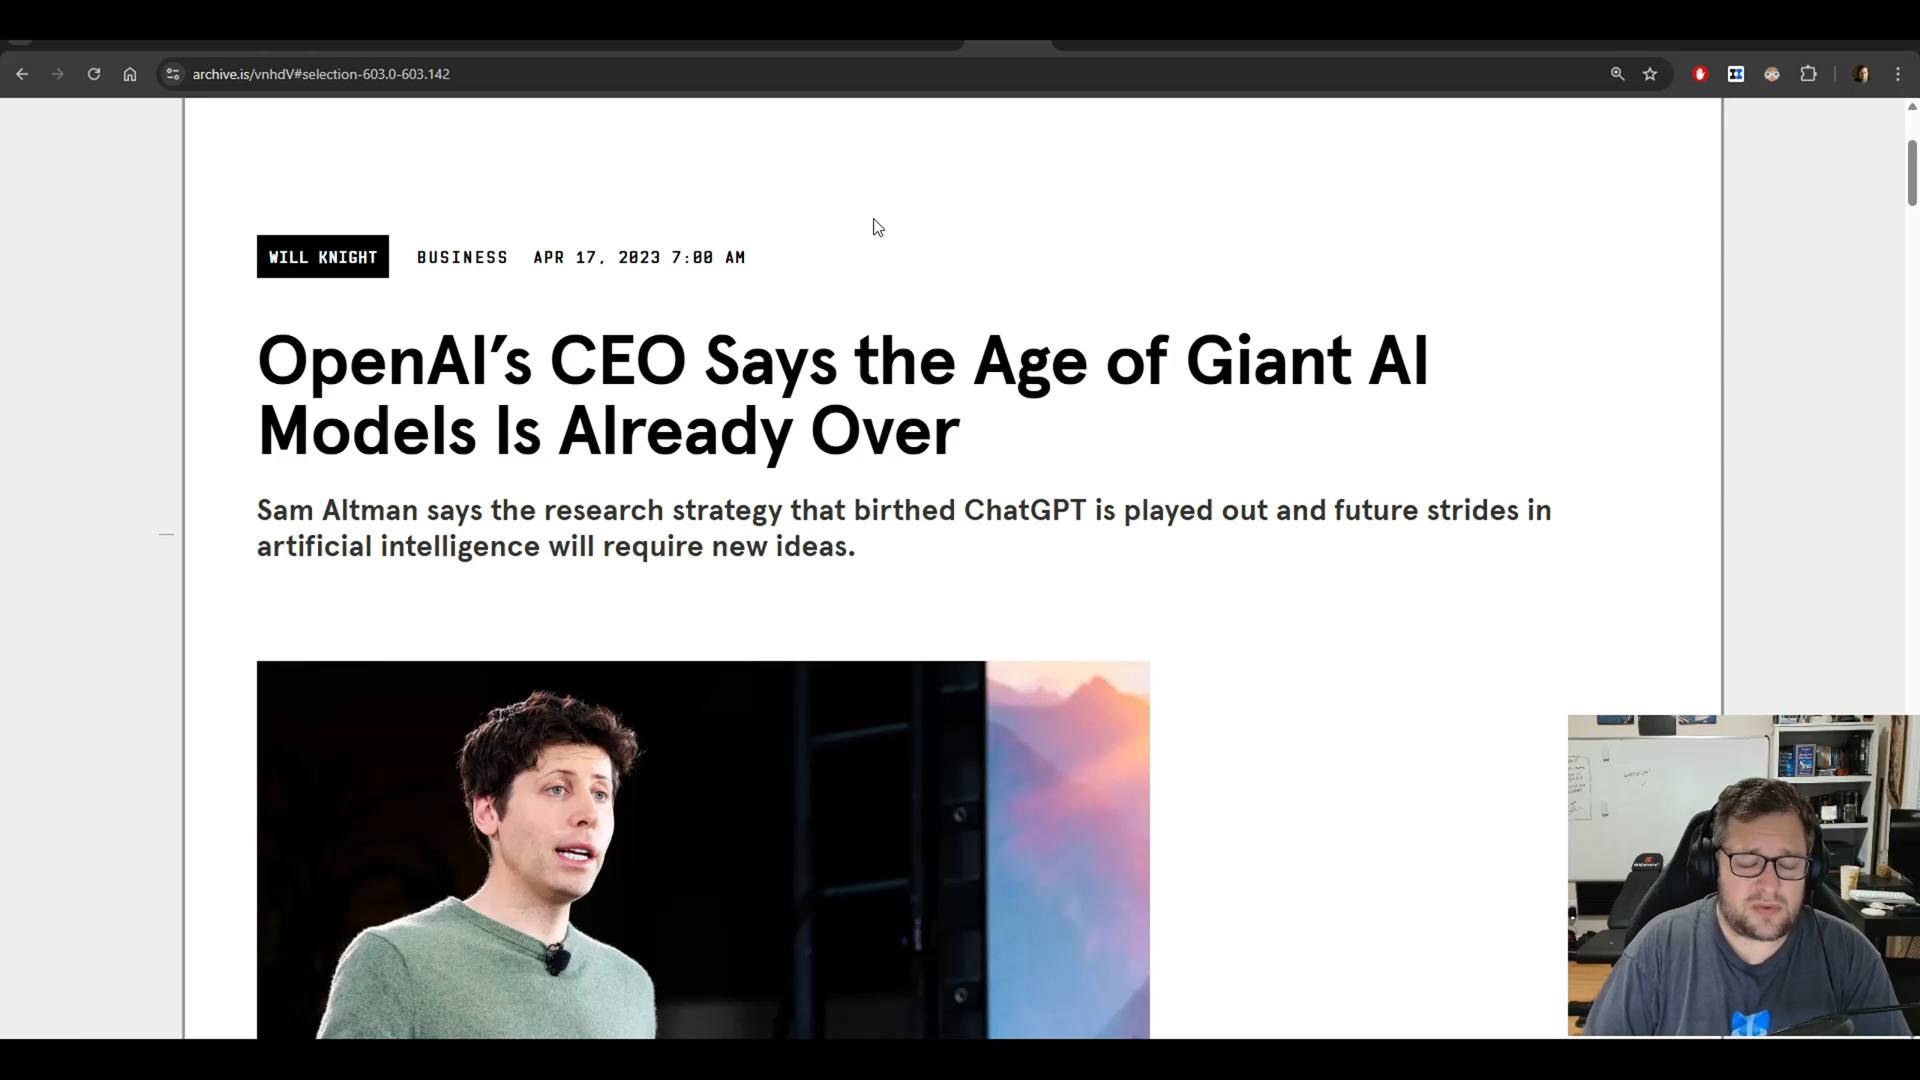 archive.is/vnhdV#selection-603.0-603.142
WILL KNIGHT BUSINESS APR 17, 2023 7:00 AM
OpenAI’s CEO Says the Age of Giant AI
Models Is Already Over
Sam Altman says the research strategy that birthed ChatGPT is played out and future strides in
artificial intelligence will require new ideas.